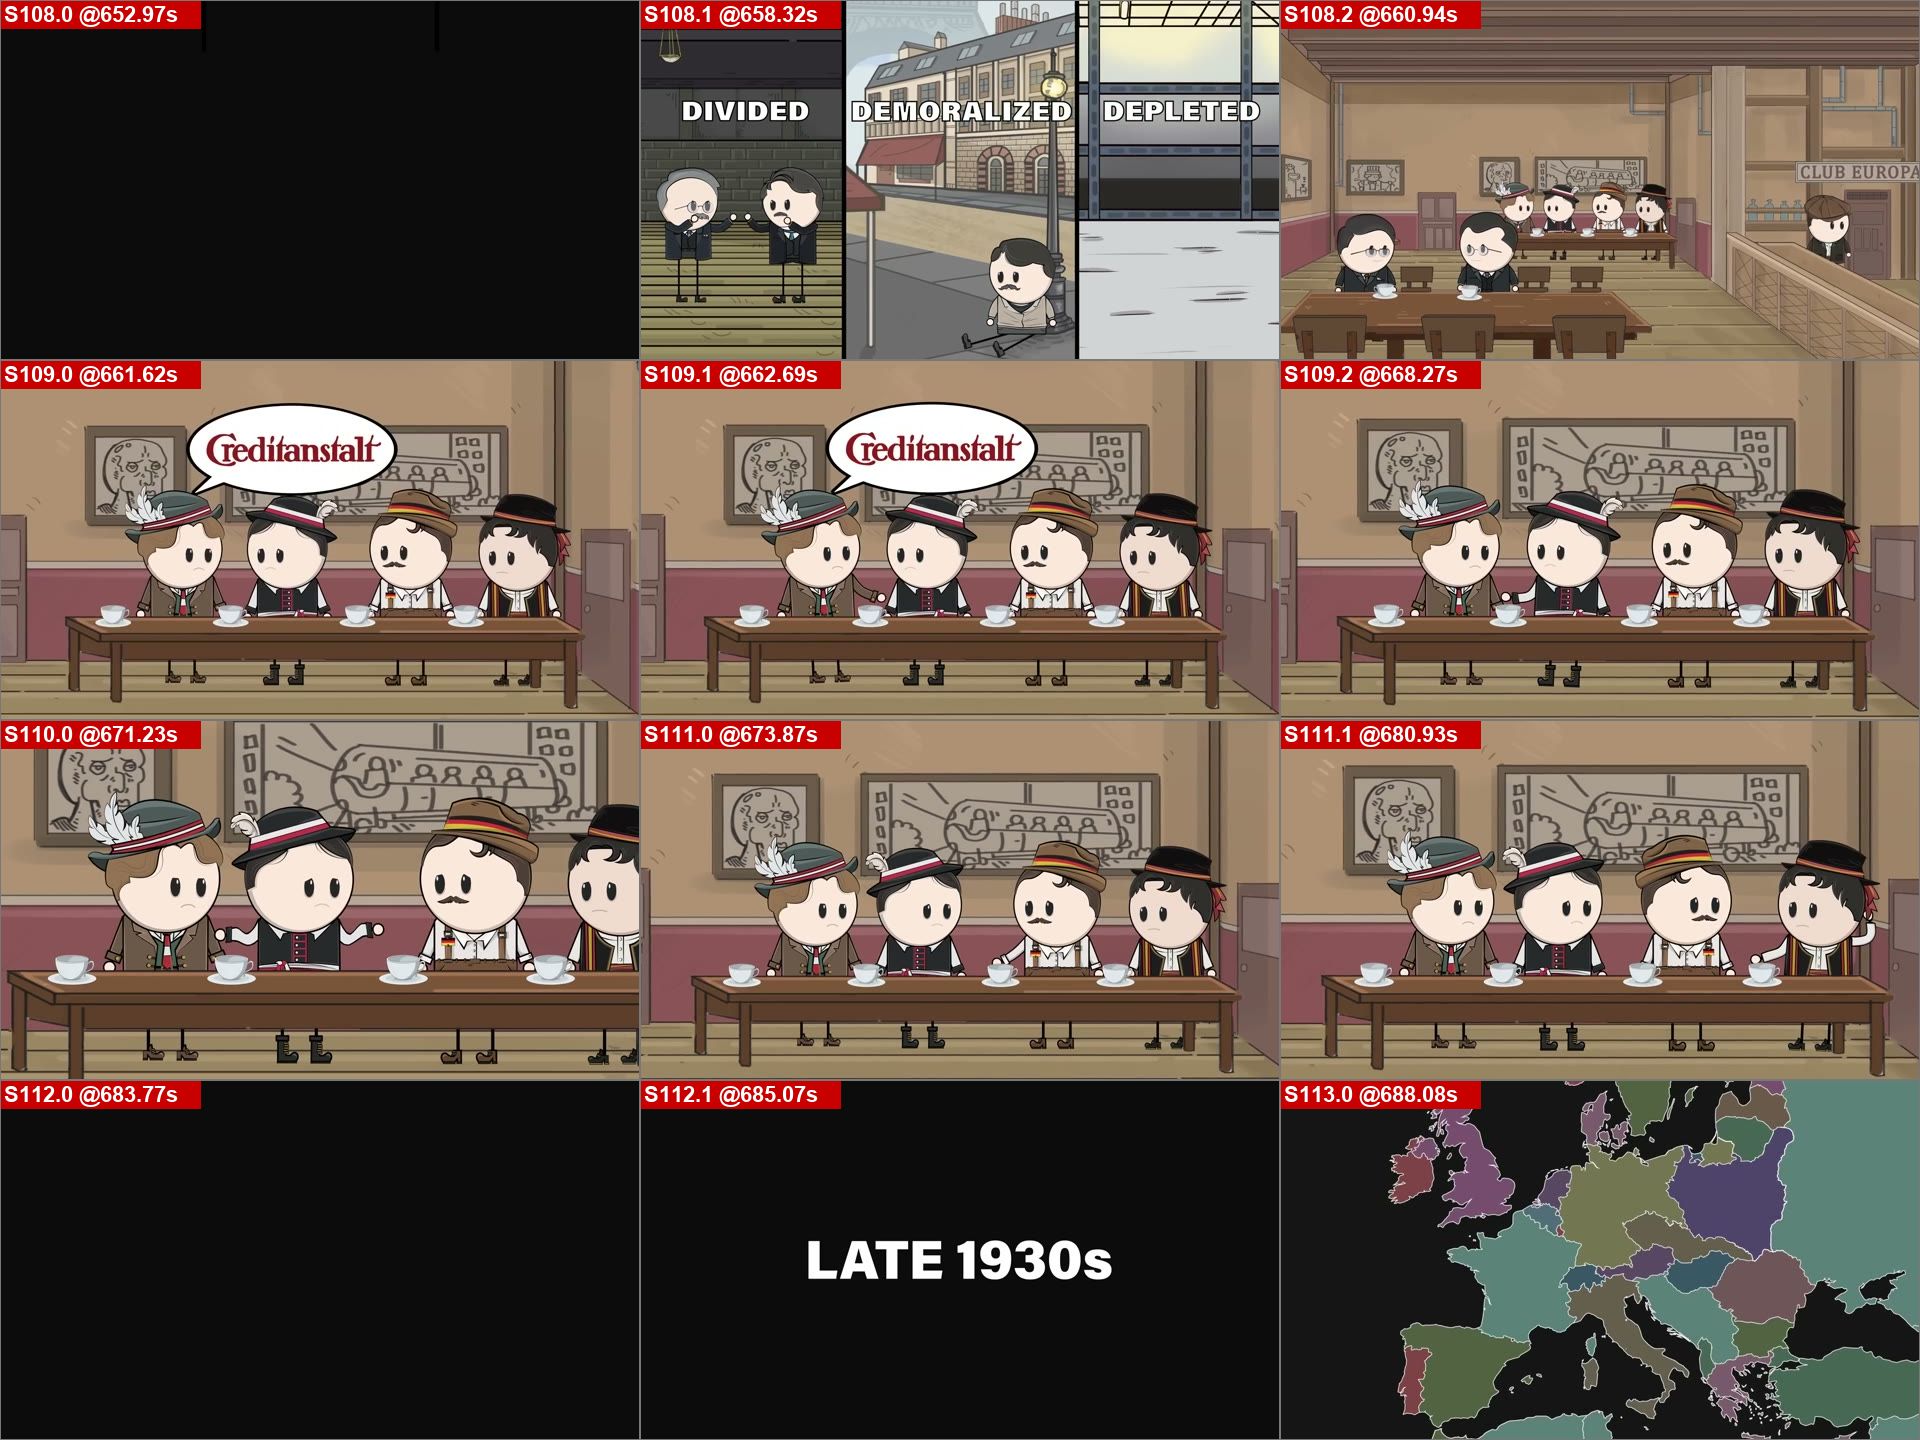 S108.0 @652.97s
S108.1 @658.32s
DIVIDED
DEMORALIZED
DEPLETED
S108.2 @660.94s
CLUB EUROPA
S109.0 @661.62s
Creditanstalt
S109.1 @662.69s
Creditanstalt
S109.2 @668.27s
S110.0 @671.23s
S111.0 @673.87s
S111.1 @680.93s
S112.0 @683.77s
S112.1 @685.07s
LATE 1930s
S113.0 @688.08s